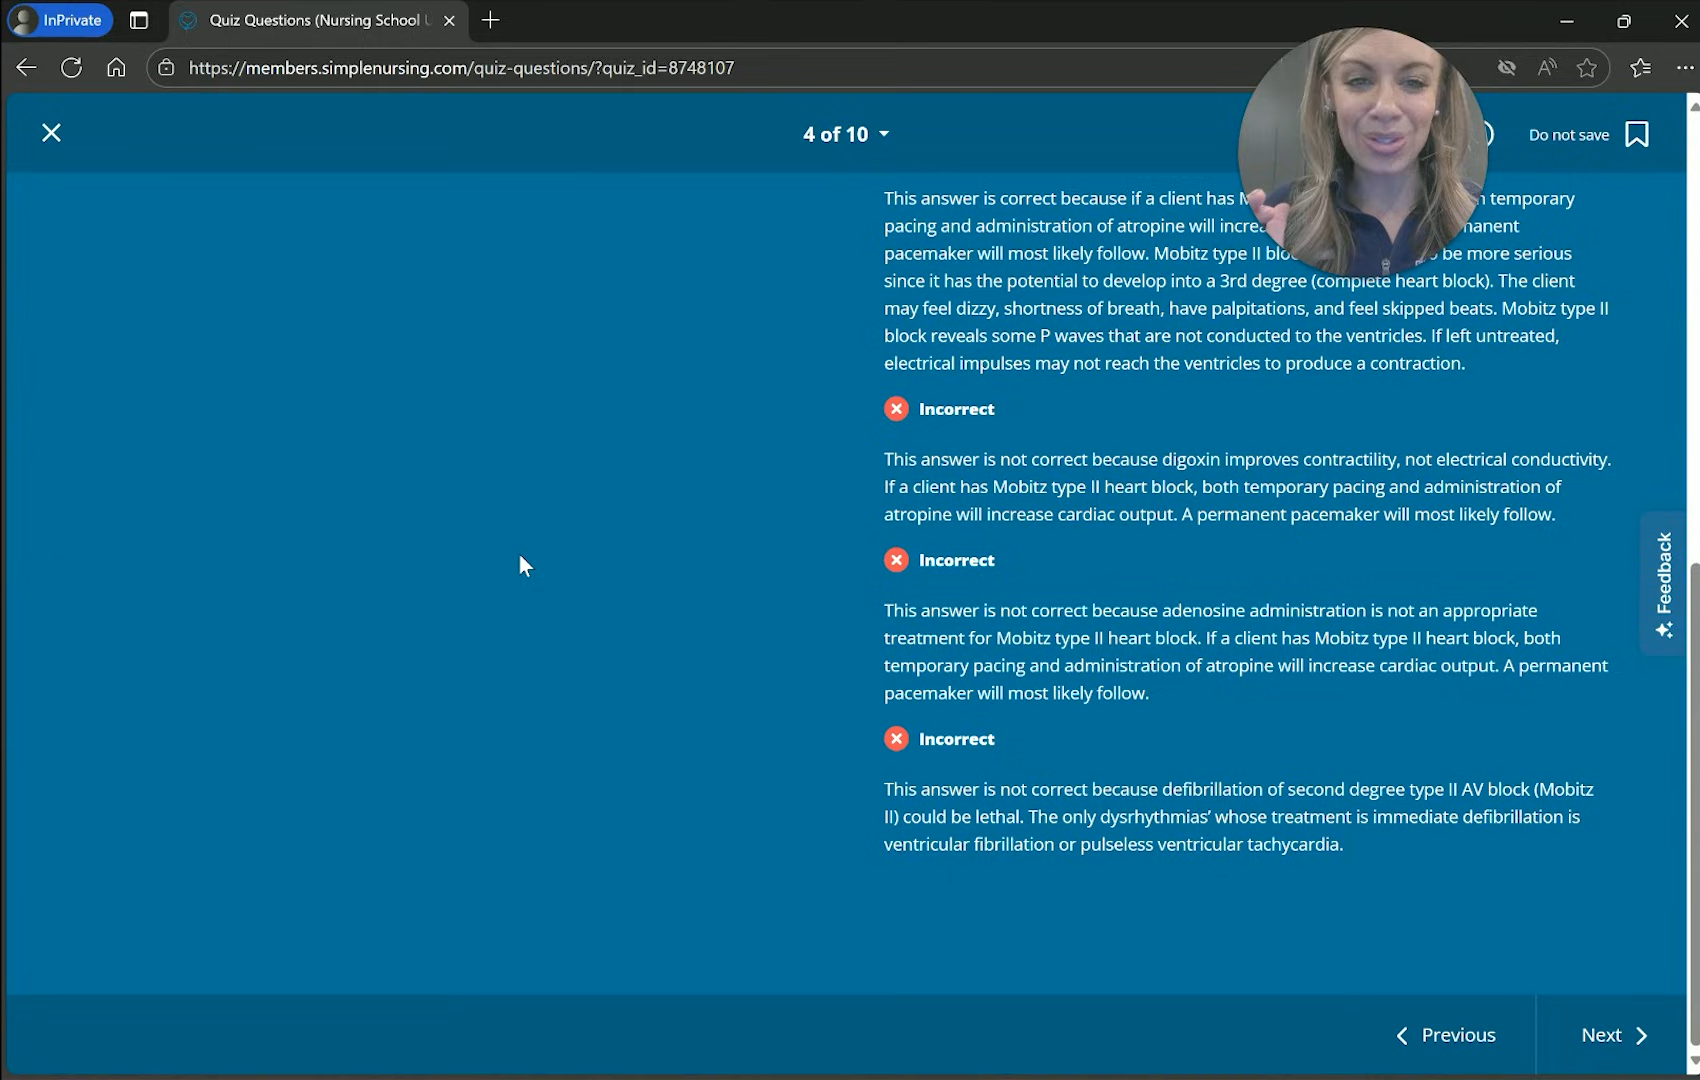 InPrivate
Quiz Questions (Nursing School
https://members.simplenursing.com/quiz-questions/?quiz_id=8748107
4 of 10
Do not save
This answer is correct because if a client has temporary
pacing and administration of atropine will
pacemaker will most likely follow. Mobitz type II be more serious
since it has the potential to develop into a 3rd degree (complete heart block). The client
may feel dizzy, shortness of breath, have palpitations, and feel skipped beats. Mobitz type II
block reveals some P waves that are not conducted to the ventricles. If left untreated,
electrical impulses may not reach the ventricles to produce a contraction.
Incorrect
This answer is not correct because digoxin improves contractility, not electrical conductivity.
If a client has Mobitz type II heart block, both temporary pacing and administration of
atropine will increase cardiac output. A permanent pacemaker will most likely follow.
Incorrect
This answer is not correct because adenosine administration is not an appropriate
treatment for Mobitz type II heart block. If a client has Mobitz type II heart block, both
temporary pacing and administration of atropine will increase cardiac output. A permanent
pacemaker will most likely follow.
Incorrect
This answer is not correct because defibrillation of second degree type II AV block (Mobitz
II) could be lethal. The only dysrhythmias’ whose treatment is immediate defibrillation is
ventricular fibrillation or pulseless ventricular tachycardia.
Feedback
Previous
Next